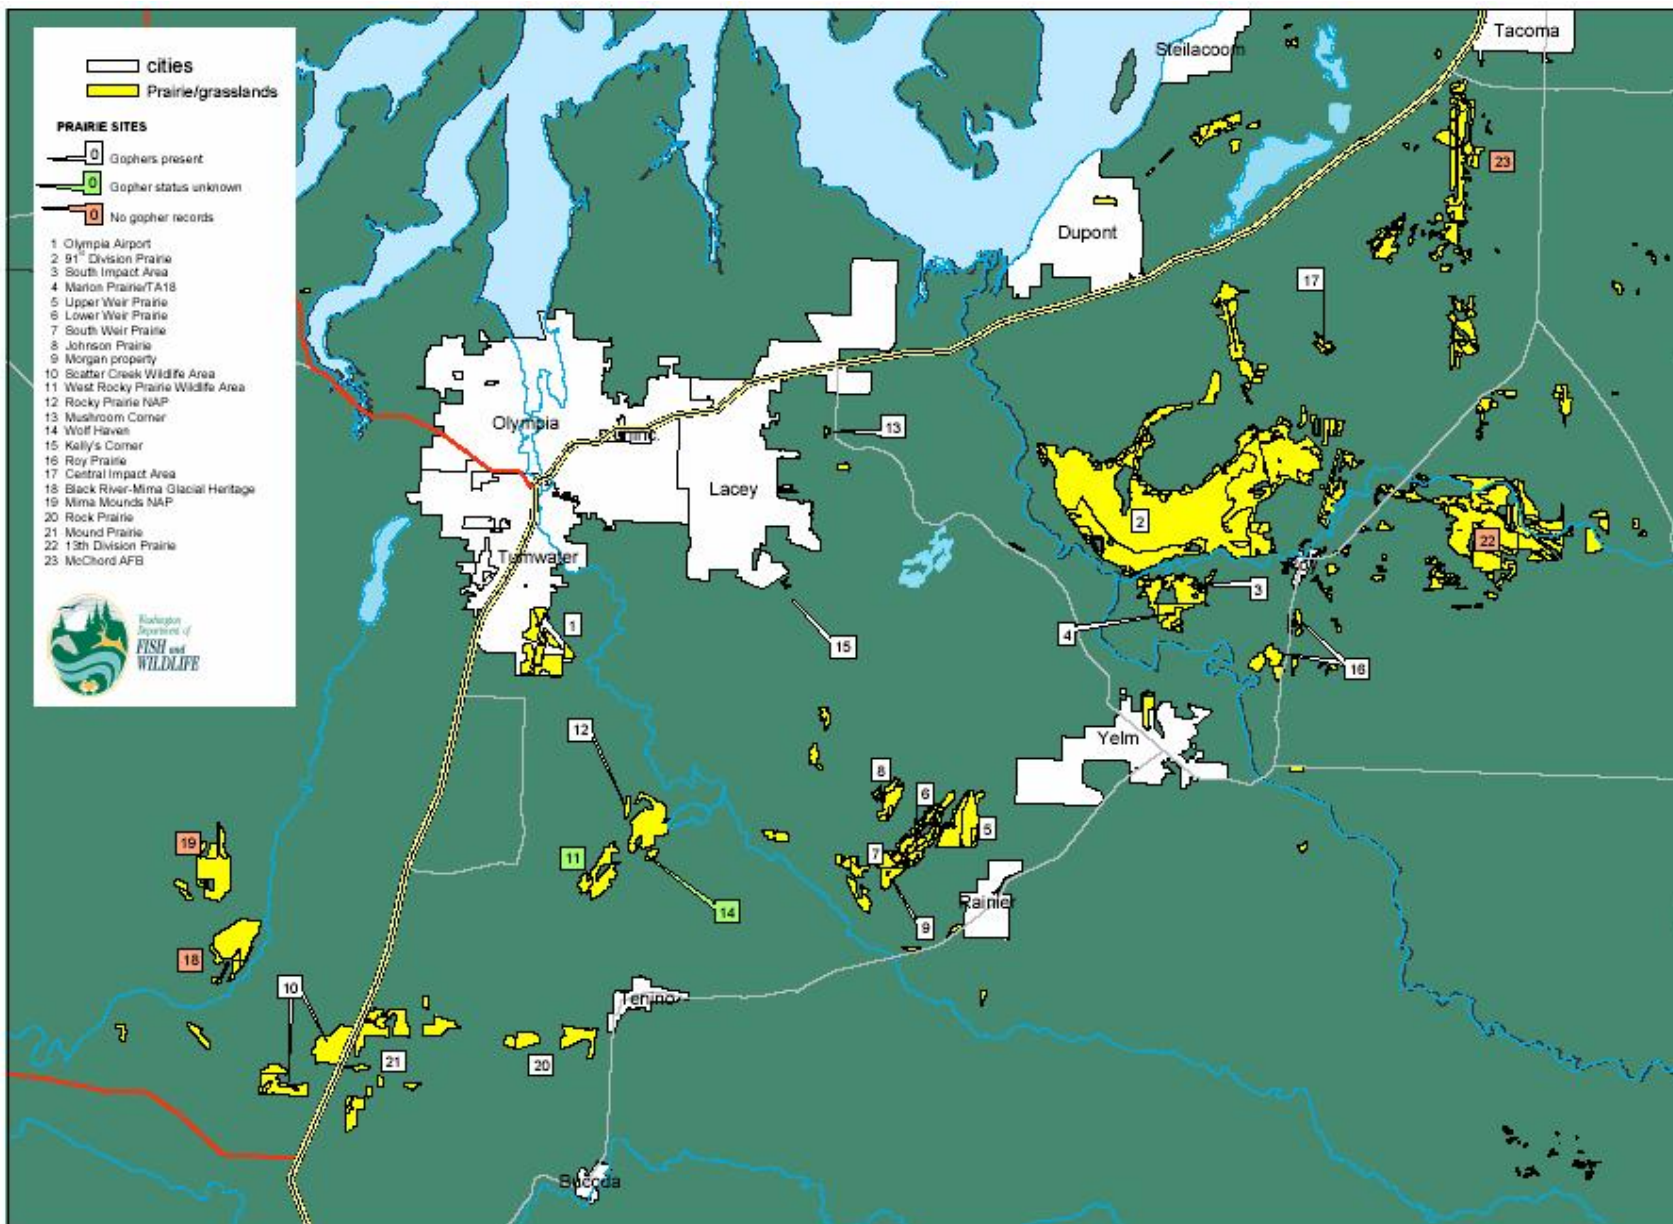 cities
Prairie/grasslands
PRAIRIE SITES
0 Gophers present
0 Gopher status unknown
0 No gopher records
1 Olympia Airport
2 91st Division Prairie
3 South Impact Area
4 Marion Prairie/TA18
5 Upper Weir Prairie
6 Lower Weir Prairie
7 South Weir Prairie
8 Johnson Prairie
9 Morgan property
10 Scatter Creek Wildlife Area
11 West Rocky Prairie Wildlife Area
12 Rocky Prairie NAP
13 Mushroom Corner
14 Wolf Haven
15 Kelly's Corner
16 Roy Prairie
17 Central Impact Area
18 Black River-Mima Glacial Heritage
19 Mima Mounds NAP
20 Rock Prairie
21 Mound Prairie
22 13th Division Prairie
23 McChord AFB
Washington
Department of
FISH and
WILDLIFE
Tacoma
Steilacoom
23
Dupont
17
Olympia
13
Lacey
2
22
Tumwater
3
1
4
15
16
12
Yelm
8
6
5
19
11
7
14
Rainier
9
18
10
Tenino
21
20
Bucoda